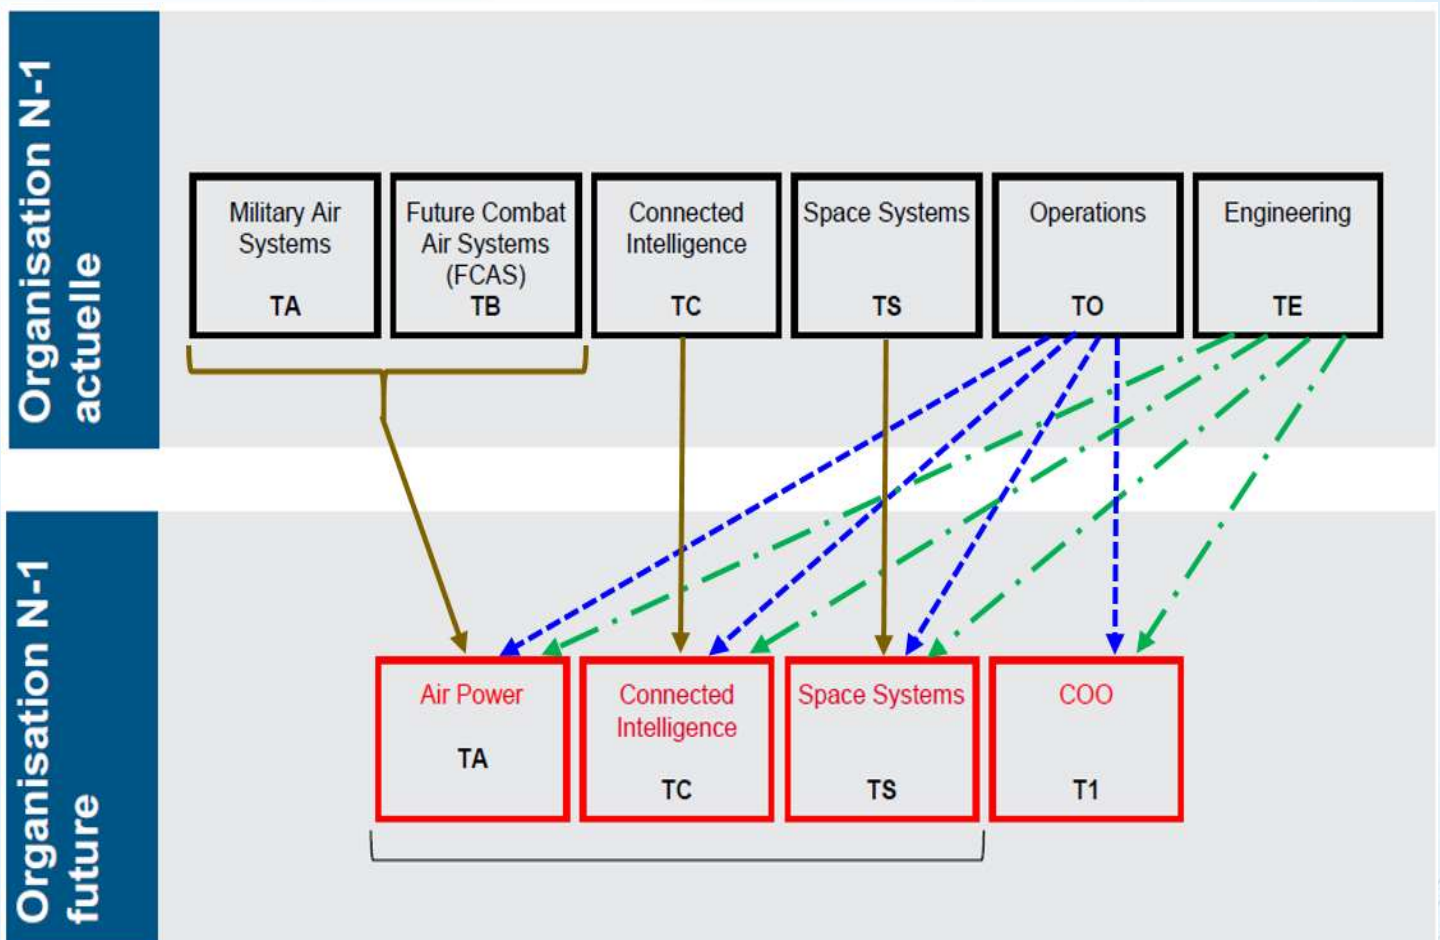 Organisation N-1
actuelle
Military Air
Systems
TA
Future Combat
Air Systems
(FCAS)
TB
Connected
Intelligence
TC
Space Systems
TS
Operations
TO
Engineering
TE
Organisation N-1
future
Air Power
TA
Connected
Intelligence
TC
Space Systems
TS
COO
T1